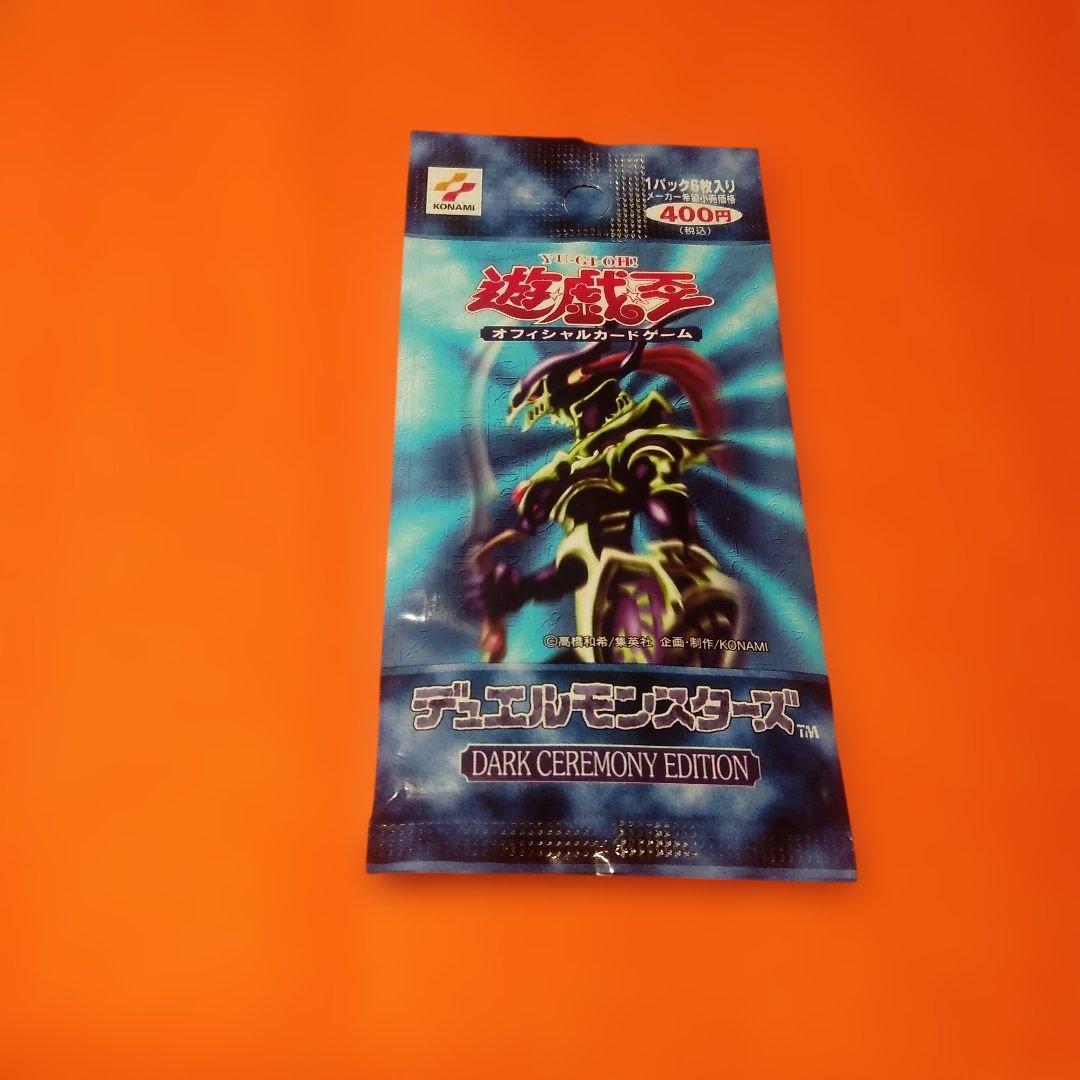 KONAMI
1パック6枚入り
メーカー希望小売価格
400円
(税込)
YU-GI-OH!
遊☆戯☆王
オフィシャルカードゲーム
©高橋和希/集英社 企画・制作/KONAMI
デュエルモンスターズ™
DARK CEREMONY EDITION